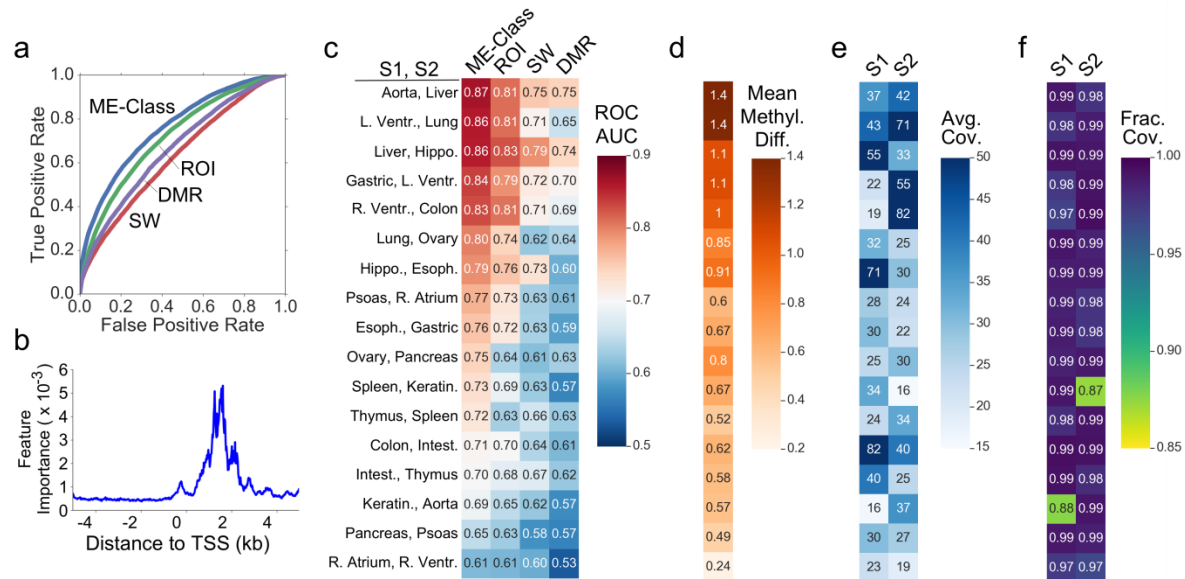 a
True Positive Rate
1.0
0.8
0.6
0.4
0.2
0.0
ME-Class
ROI
DMR
SW
0.0 0.2 0.4 0.6 0.8 1.0
False Positive Rate
b
Feature
Importance (x 10⁻³)
6
5
4
3
2
1
0
-4 -2 0 2 4
Distance to TSS (kb)
c
S1, S2 ME-Class ROI SW DMR
Aorta, Liver 0.87 0.81 0.75 0.75
L. Ventr., Lung 0.86 0.81 0.71 0.65
Liver, Hippo. 0.86 0.83 0.79 0.74
Gastric, L. Ventr. 0.84 0.79 0.72 0.70
R. Ventr., Colon 0.83 0.81 0.71 0.69
Lung, Ovary 0.80 0.74 0.62 0.64
Hippo., Esoph. 0.79 0.76 0.73 0.60
Psoas, R. Atrium 0.77 0.73 0.63 0.61
Esoph., Gastric 0.76 0.72 0.63 0.59
Ovary, Pancreas 0.75 0.64 0.61 0.63
Spleen, Keratin. 0.73 0.69 0.63 0.57
Thymus, Spleen 0.72 0.63 0.66 0.63
Colon, Intest. 0.71 0.70 0.64 0.61
Intest., Thymus 0.70 0.68 0.67 0.62
Keratin., Aorta 0.69 0.65 0.62 0.57
Pancreas, Psoas 0.65 0.63 0.58 0.57
R. Atrium, R. Ventr. 0.61 0.61 0.60 0.53
ROC
AUC
0.9
0.8
0.7
0.6
0.5
d
1.4
1.4
1.1
1.1
1
0.85
0.91
0.6
0.67
0.8
0.67
0.52
0.62
0.58
0.57
0.49
0.24
Mean
Methyl.
Diff.
1.4
1.2
1.0
0.8
0.6
0.4
0.2
e
S1 S2
37 42
43 71
55 33
22 55
19 82
32 25
71 30
28 24
30 22
25 30
34 16
24 34
82 40
40 25
16 37
30 27
23 19
Avg.
Cov.
50
45
40
35
30
25
20
15
f
S1 S2
0.99 0.98
0.98 0.99
0.99 0.99
0.98 0.99
0.97 0.99
0.99 0.99
0.99 0.99
0.99 0.98
0.99 0.98
0.99 0.99
0.99 0.87
0.98 0.99
0.99 0.99
0.99 0.98
0.88 0.99
0.99 0.99
0.97 0.97
Frac.
Cov.
1.00
0.95
0.90
0.85